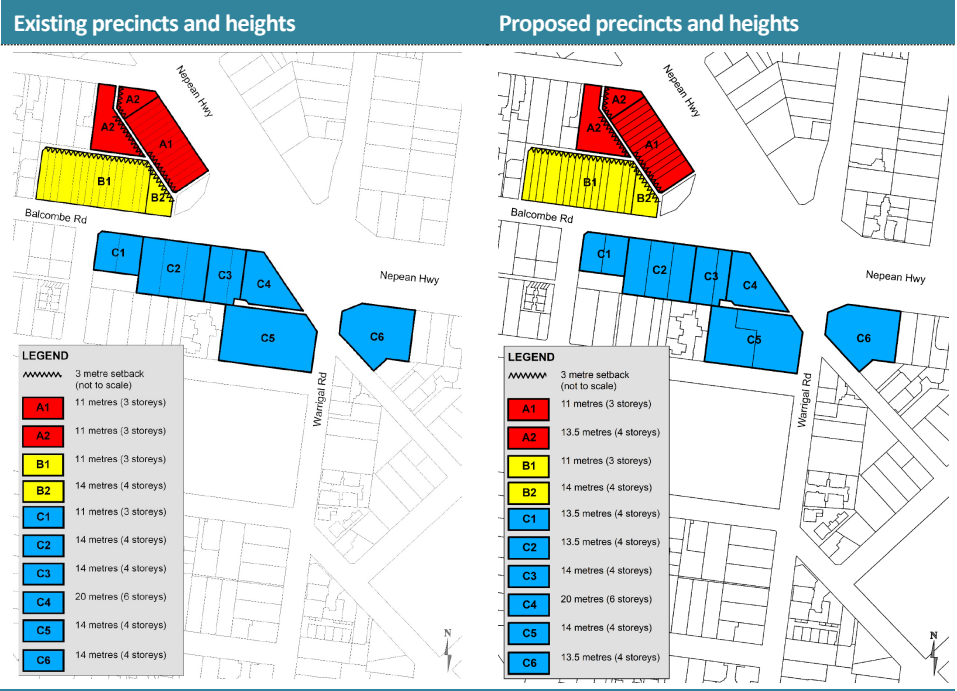 Existing precincts and heights
Nepean Hwy
A2
A2
A1
B1
B2
Balcombe Rd
C1
C2
C3
C4
Nepean Hwy
C5
C6
Warrigal Rd
LEGEND
3 metre setback
(not to scale)
A1 11 metres (3 storeys)
A2 11 metres (3 storeys)
B1 11 metres (3 storeys)
B2 14 metres (4 storeys)
C1 11 metres (3 storeys)
C2 14 metres (4 storeys)
C3 14 metres (4 storeys)
C4 20 metres (6 storeys)
C5 14 metres (4 storeys)
C6 14 metres (4 storeys)
N
Proposed precincts and heights
Nepean Hwy
A2
A2
A1
B1
B2
Balcombe Rd
C1
C2
C3
C4
Nepean Hwy
C5
C6
Warrigal Rd
LEGEND
3 metre setback
(not to scale)
A1 11 metres (3 storeys)
A2 13.5 metres (4 storeys)
B1 11 metres (3 storeys)
B2 14 metres (4 storeys)
C1 13.5 metres (4 storeys)
C2 13.5 metres (4 storeys)
C3 14 metres (4 storeys)
C4 20 metres (6 storeys)
C5 14 metres (4 storeys)
C6 13.5 metres (4 storeys)
N